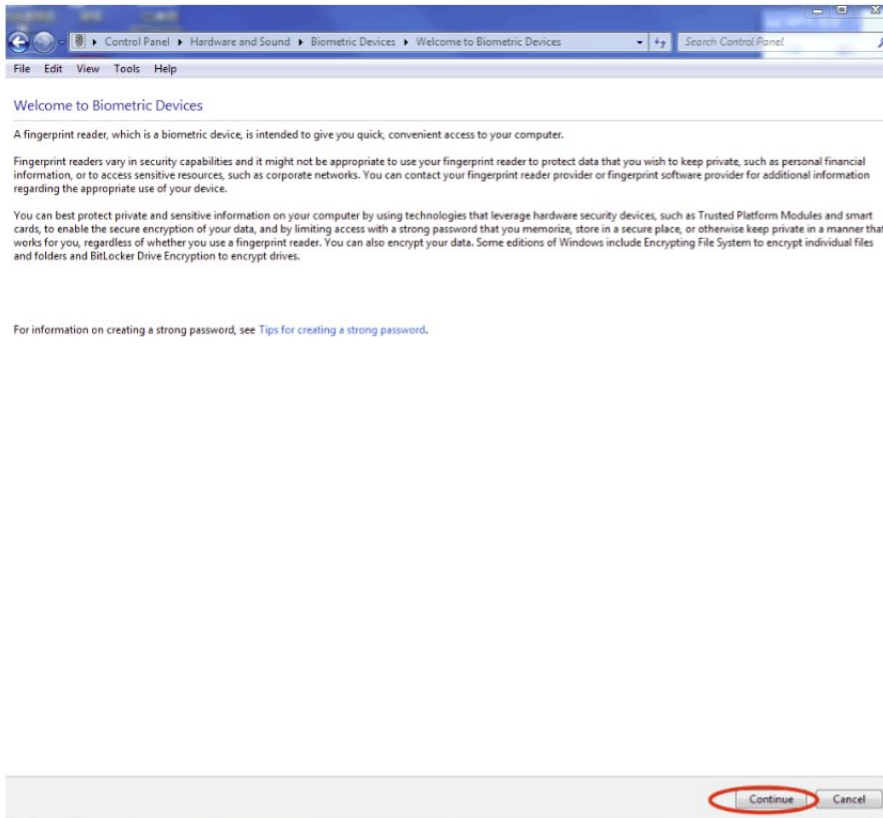 Control Panel ▸ Hardware and Sound ▸ Biometric Devices ▸ Welcome to Biometric Devices
Search Control Panel
File Edit View Tools Help
Welcome to Biometric Devices
A fingerprint reader, which is a biometric device, is intended to give you quick, convenient access to your computer.
Fingerprint readers vary in security capabilities and it might not be appropriate to use your fingerprint reader to protect data that you wish to keep private, such as personal financial
information, or to access sensitive resources, such as corporate networks. You can contact your fingerprint reader provider or fingerprint software provider for additional information
regarding the appropriate use of your device.
You can best protect private and sensitive information on your computer by using technologies that leverage hardware security devices, such as Trusted Platform Modules and smart
cards, to enable the secure encryption of your data, and by limiting access with a strong password that you memorize, store in a secure place, or otherwise keep private in a manner that
works for you, regardless of whether you use a fingerprint reader. You can also encrypt your data. Some editions of Windows include Encrypting File System to encrypt individual files
and folders and BitLocker Drive Encryption to encrypt drives.
For information on creating a strong password, see Tips for creating a strong password.
Continue Cancel